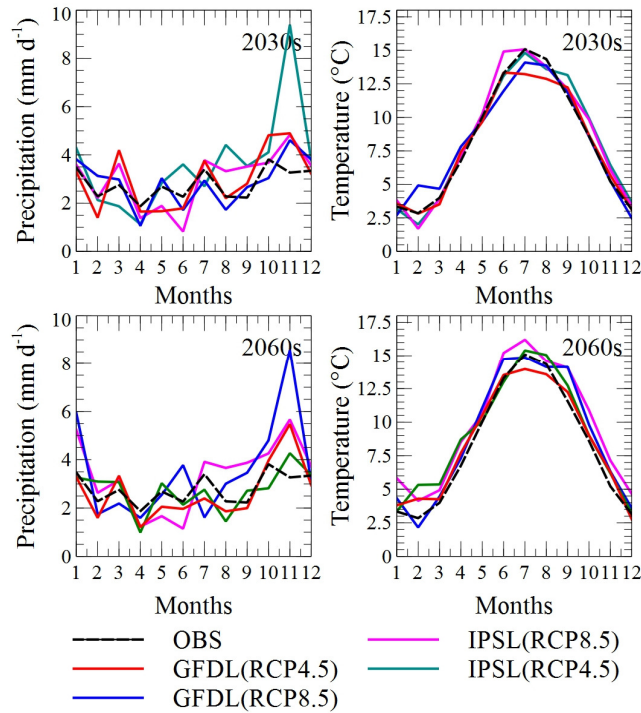 Precipitation (mm d⁻¹)
10
8
6
4
2
0
2030s
1 2 3 4 5 6 7 8 9 10 11 12
Months
Temperature (°C)
17.5
15
12.5
10
7.5
5
2.5
0
2030s
1 2 3 4 5 6 7 8 9 10 11 12
Months
Precipitation (mm d⁻¹)
10
8
6
4
2
0
2060s
1 2 3 4 5 6 7 8 9 10 11 12
Months
Temperature (°C)
17.5
15
12.5
10
7.5
5
2.5
0
2060s
1 2 3 4 5 6 7 8 9 10 11 12
Months
OBS
GFDL(RCP4.5)
GFDL(RCP8.5)
IPSL(RCP8.5)
IPSL(RCP4.5)